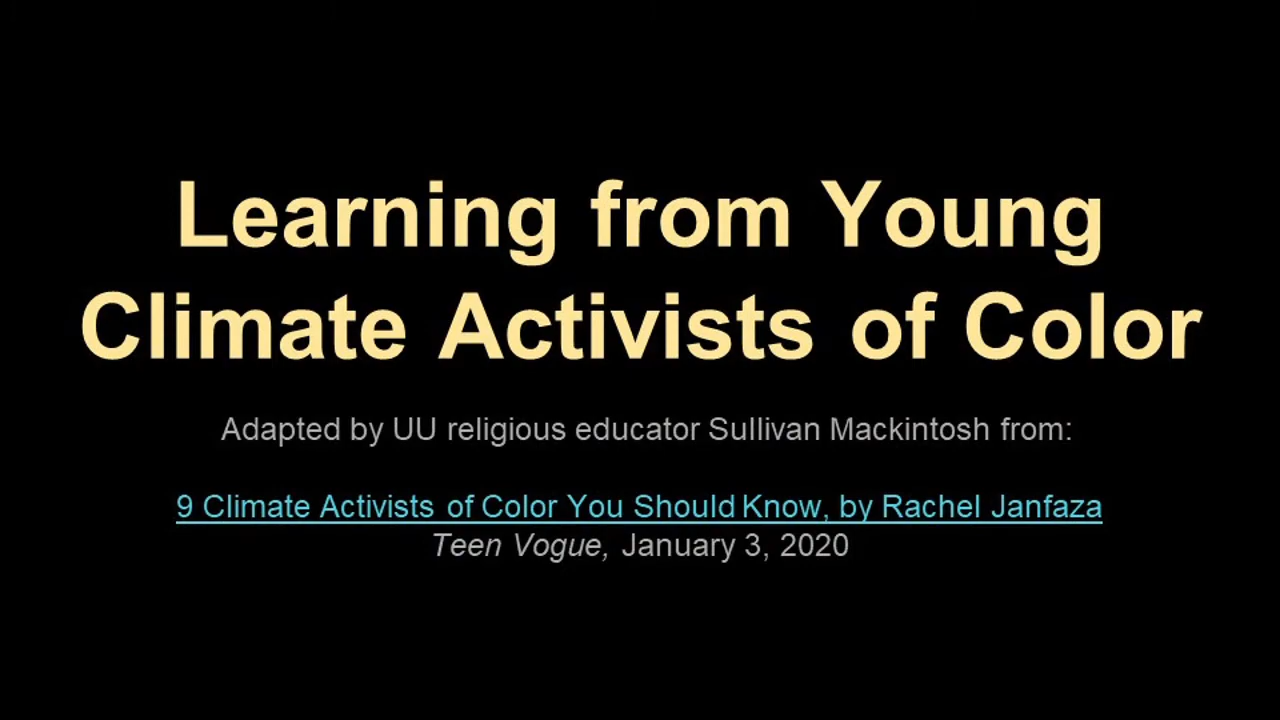 Learning from Young
Climate Activists of Color
Adapted by UU religious educator Sullivan Mackintosh from:
9 Climate Activists of Color You Should Know, by Rachel Janfaza
Teen Vogue, January 3, 2020